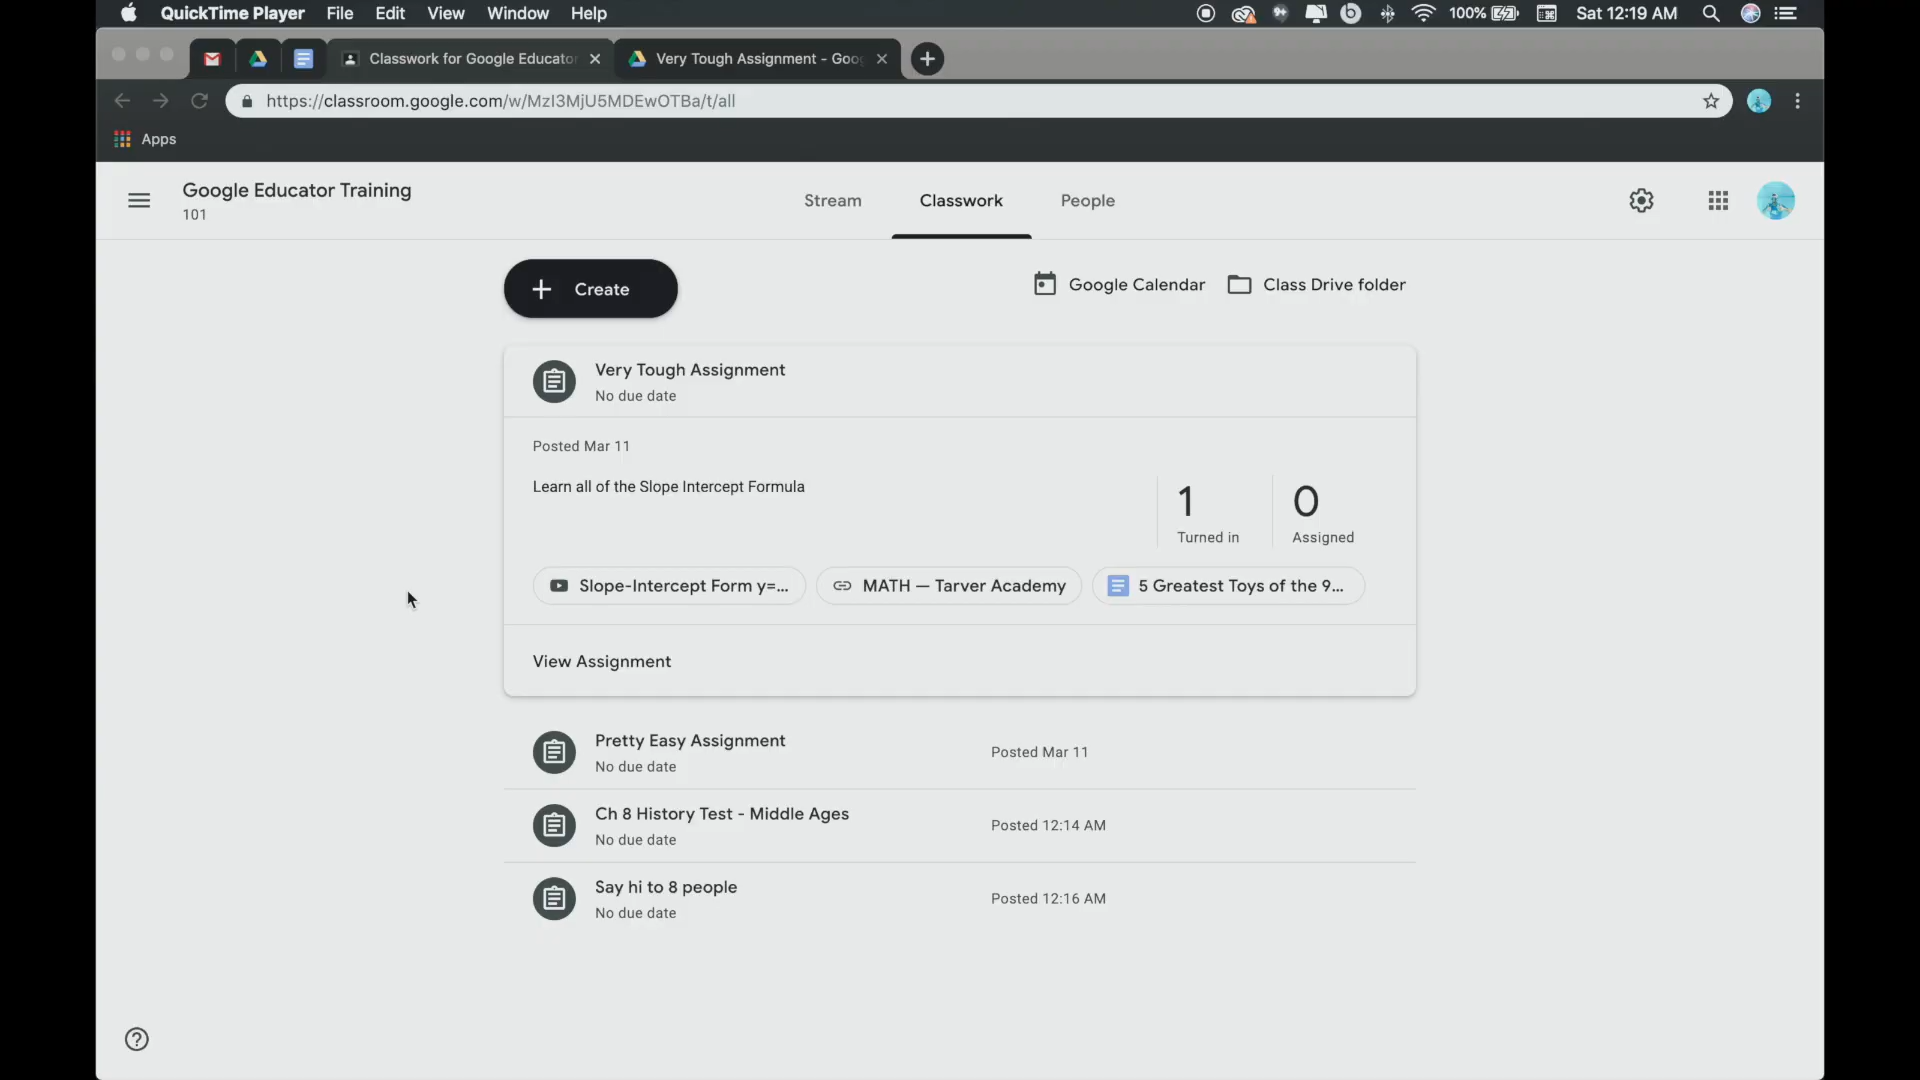 QuickTime Player File Edit View Window Help 100% Sat 12:19 AM
Classwork for Google Educator Very Tough Assignment - Goo
https://classroom.google.com/w/MzI3MjU5MDEwOTBa/t/all
Apps
Google Educator Training
101
Stream Classwork People
Create
Google Calendar Class Drive folder
Very Tough Assignment
No due date
Posted Mar 11
Learn all of the Slope Intercept Formula
1 0
Turned in Assigned
Slope-Intercept Form y=... MATH — Tarver Academy 5 Greatest Toys of the 9...
View Assignment
Pretty Easy Assignment
No due date
Posted Mar 11
Ch 8 History Test - Middle Ages
No due date
Posted 12:14 AM
Say hi to 8 people
No due date
Posted 12:16 AM